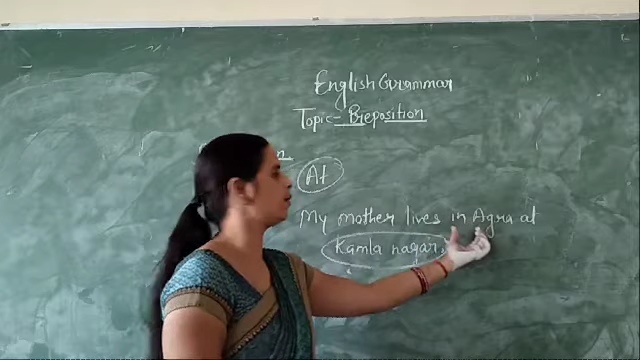 English Grammar
Topic- Preposition
n
At
My mother lives in Agra at
Kamla nagar.